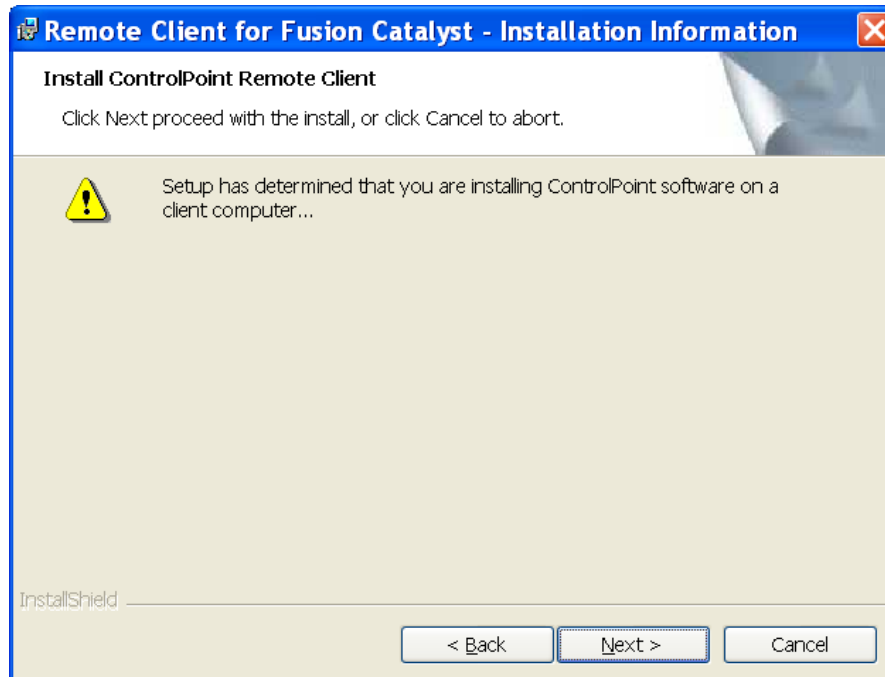 Remote Client for Fusion Catalyst - Installation Information
Install ControlPoint Remote Client
Click Next proceed with the install, or click Cancel to abort.
Setup has determined that you are installing ControlPoint software on a
client computer...
InstallShield
< Back
Next >
Cancel